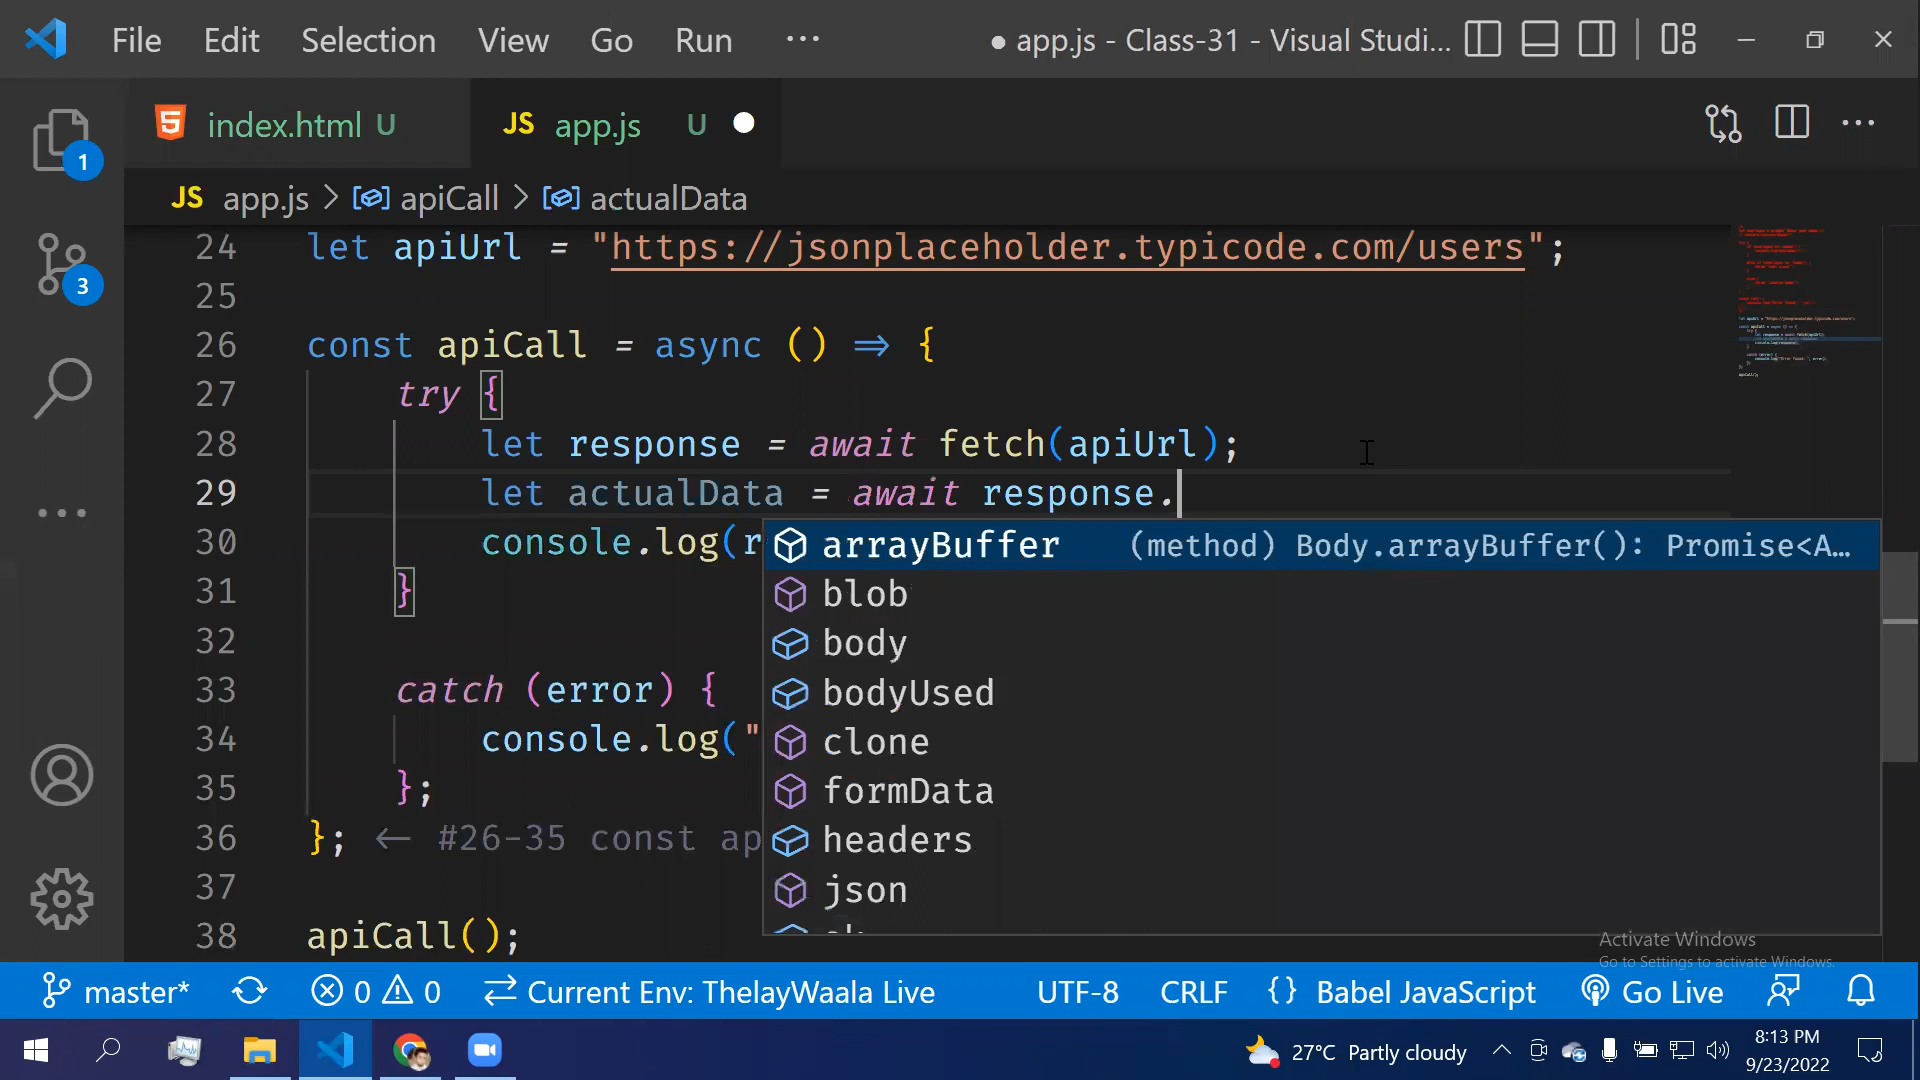 File Edit Selection View Go Run ···
● app.js - Class-31 - Visual Studi...
index.html U
JS app.js U
1
JS app.js > apiCall > actualData
24 let apiUrl = "https://jsonplaceholder.typicode.com/users";
25
3
26 const apiCall = async () => {
27 try {
28 let response = await fetch(apiUrl);
29 let actualData = await response.
30 console.log(r
arrayBuffer (method) Body.arrayBuffer(): Promise<A...
31 }
blob
32
body
33 catch (error) {
bodyUsed
34 console.log("
clone
35 };
formData
36 }; ← #26-35 const ap
headers
37
json
38 apiCall();
Activate Windows
Go to Settings to activate Windows.
master* 0 0 Current Env: ThelayWaala Live UTF-8 CRLF {} Babel JavaScript Go Live
27°C Partly cloudy
8:13 PM
9/23/2022